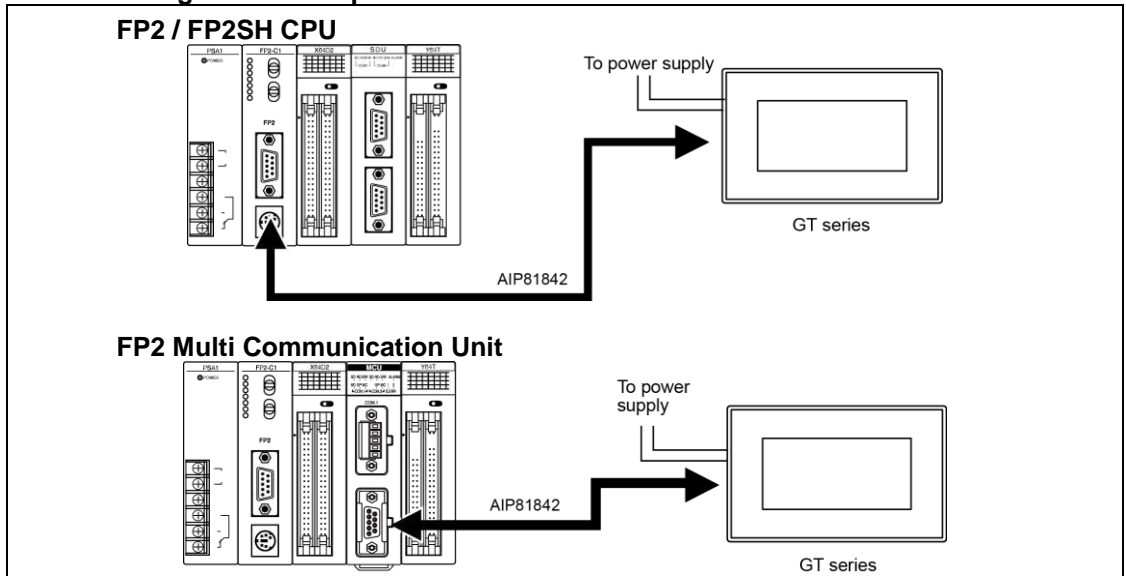 FP2 / FP2SH CPU
PSA1 FP2-C1 X64D2 SDU Y64T
POWER
FP2
To power supply
GT series
AIP81842
FP2 Multi Communication Unit
PSA1 FP2-C1 X64D2 MCU Y64T
POWER
COM.1
FP2
To power
supply
AIP81842
GT series